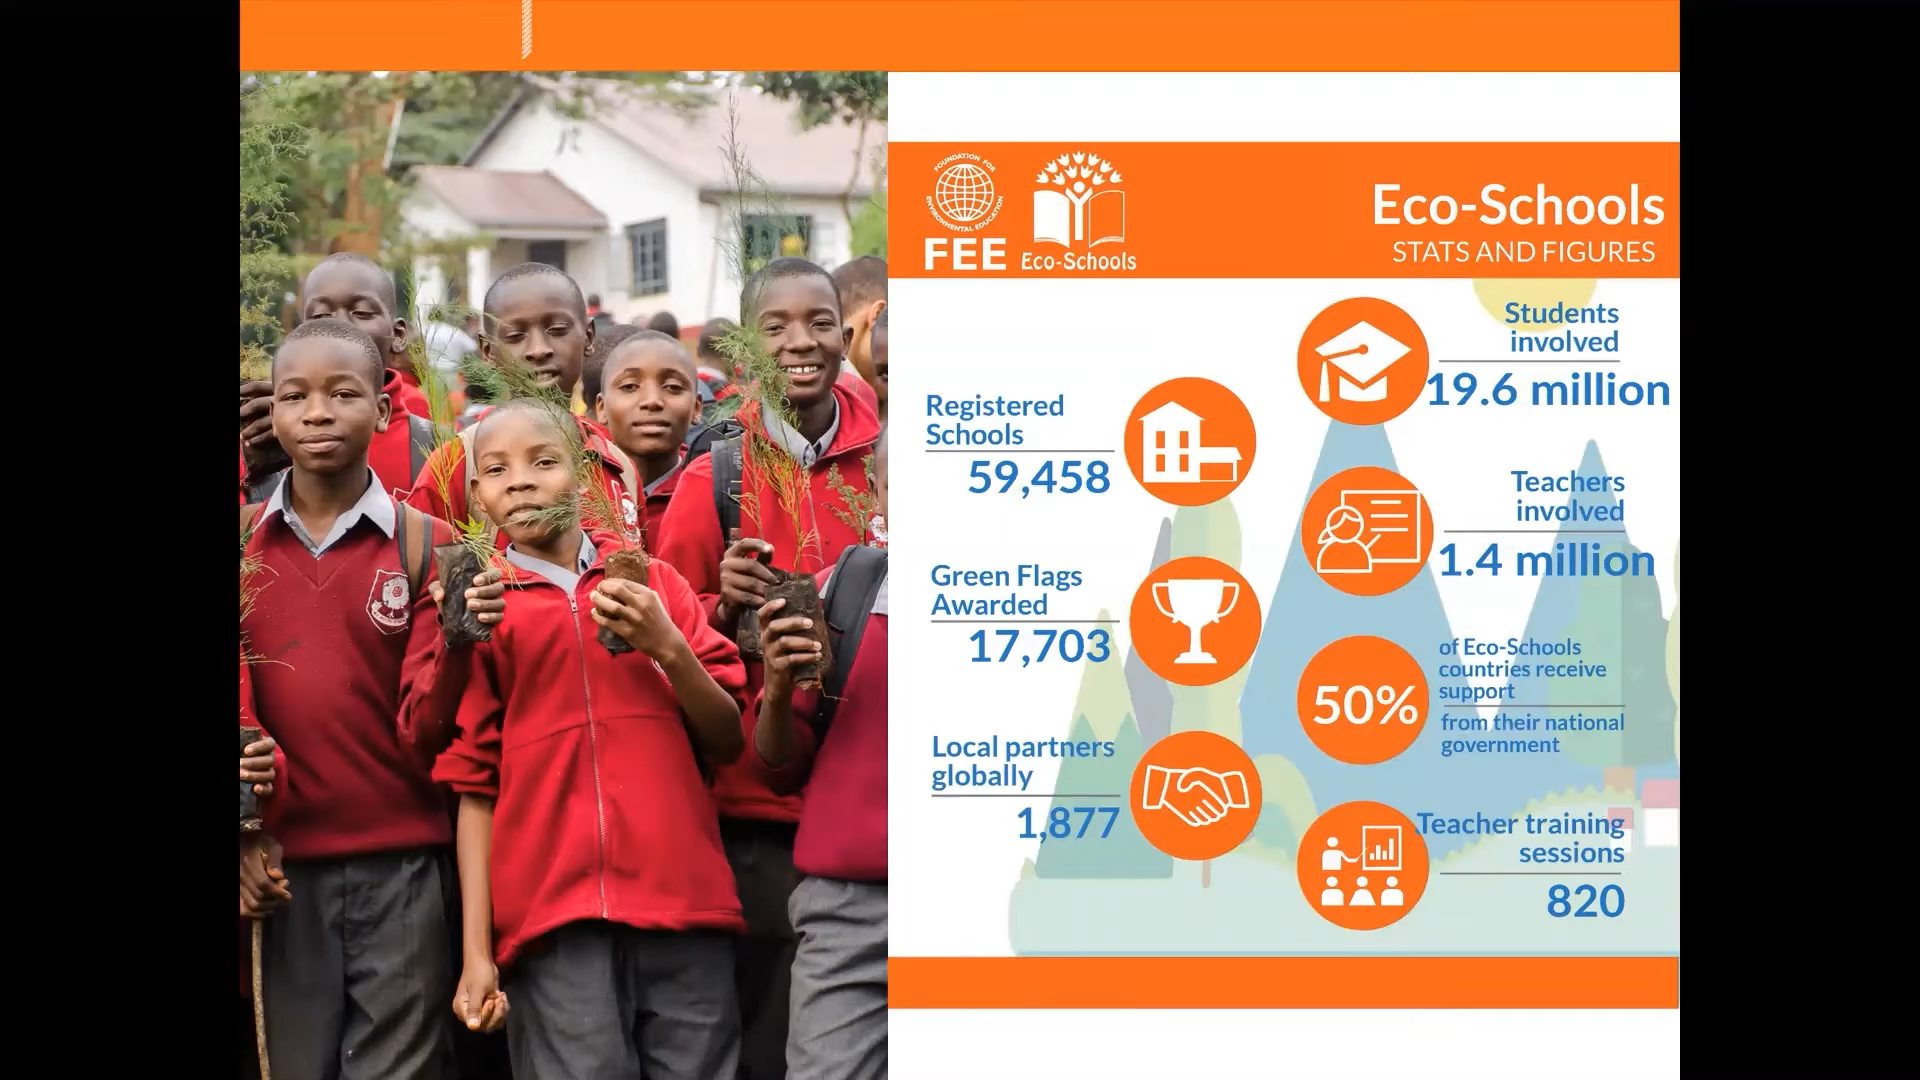 FOUNDATION FOR
ENVIRONMENTAL EDUCATION
FEE
Eco-Schools
Eco-Schools
STATS AND FIGURES
Registered
Schools
59,458
Green Flags
Awarded
17,703
Local partners
globally
1,877
Students
involved
19.6 million
Teachers
involved
1.4 million
50%
of Eco-Schools
countries receive
support
from their national
government
Teacher training
sessions
820